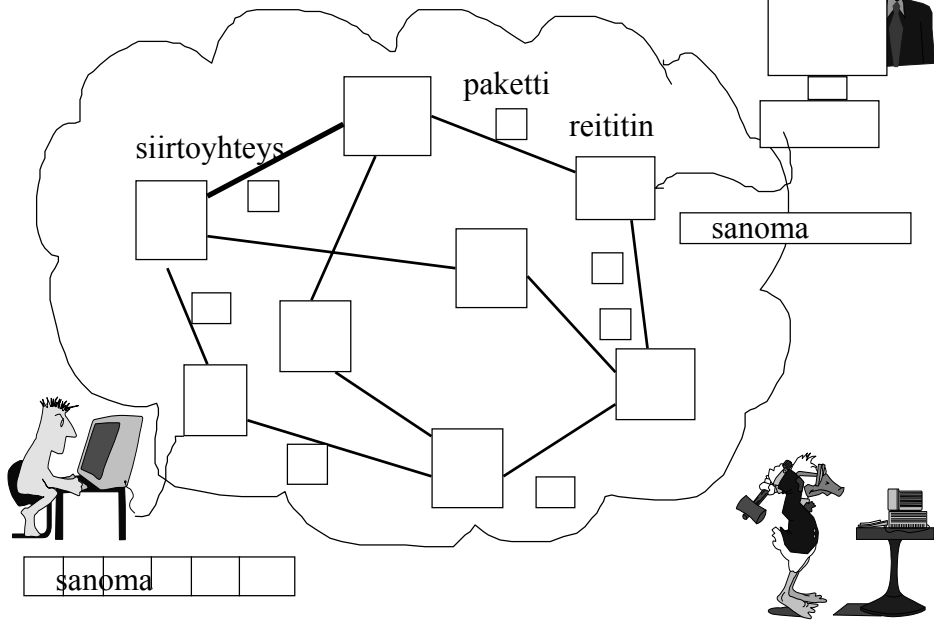 paketti
reititin
siirtoyhteys
sanoma
sanoma